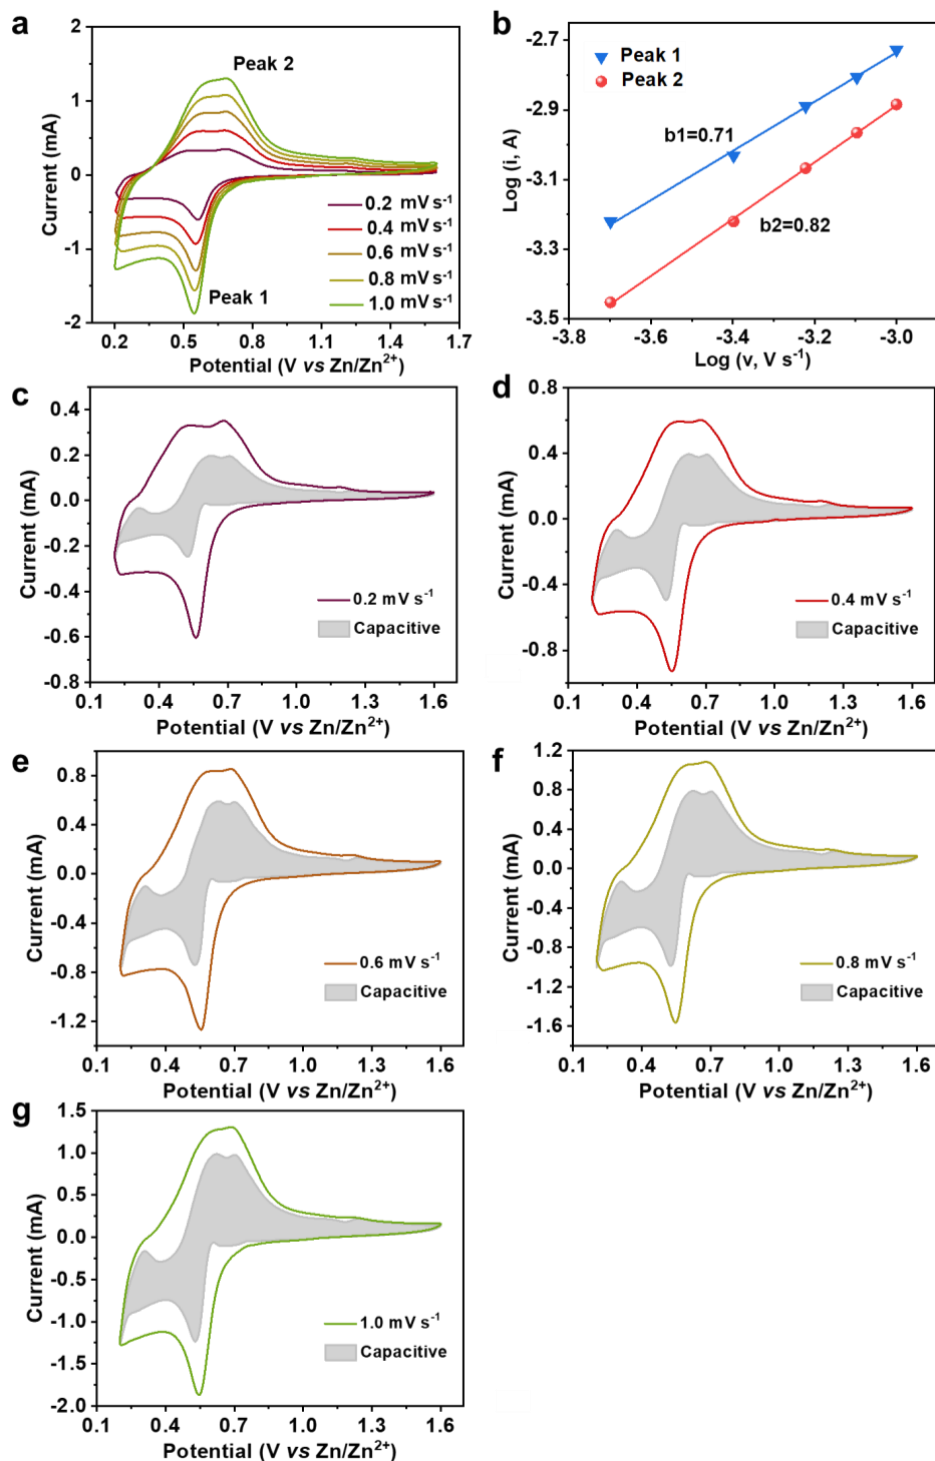 a
2
1
0
-1
-2
Current (mA)
Peak 2
Peak 1
0.2 mV s⁻¹
0.4 mV s⁻¹
0.6 mV s⁻¹
0.8 mV s⁻¹
1.0 mV s⁻¹
0.2 0.5 0.8 1.1 1.4 1.7
Potential (V vs Zn/Zn²⁺)
b
-2.7
-2.9
-3.1
-3.3
-3.5
Log (i, A)
Peak 1
Peak 2
b1=0.71
b2=0.82
-3.8 -3.6 -3.4 -3.2 -3.0
Log (v, V s⁻¹)
c
0.4
0.2
0.0
-0.2
-0.4
-0.6
-0.8
Current (mA)
0.2 mV s⁻¹
Capacitive
0.1 0.4 0.7 1.0 1.3 1.6
Potential (V vs Zn/Zn²⁺)
d
0.8
0.4
0.0
-0.4
-0.8
Current (mA)
0.4 mV s⁻¹
Capacitive
0.1 0.4 0.7 1.0 1.3 1.6
Potential (V vs Zn/Zn²⁺)
e
0.8
0.4
0.0
-0.4
-0.8
-1.2
Current (mA)
0.6 mV s⁻¹
Capacitive
0.1 0.4 0.7 1.0 1.3 1.6
Potential (V vs Zn/Zn²⁺)
f
1.2
0.8
0.4
0.0
-0.4
-0.8
-1.2
-1.6
Current (mA)
0.8 mV s⁻¹
Capacitive
0.1 0.4 0.7 1.0 1.3 1.6
Potential (V vs Zn/Zn²⁺)
g
1.5
1.0
0.5
0.0
-0.5
-1.0
-1.5
-2.0
Current (mA)
1.0 mV s⁻¹
Capacitive
0.1 0.4 0.7 1.0 1.3 1.6
Potential (V vs Zn/Zn²⁺)